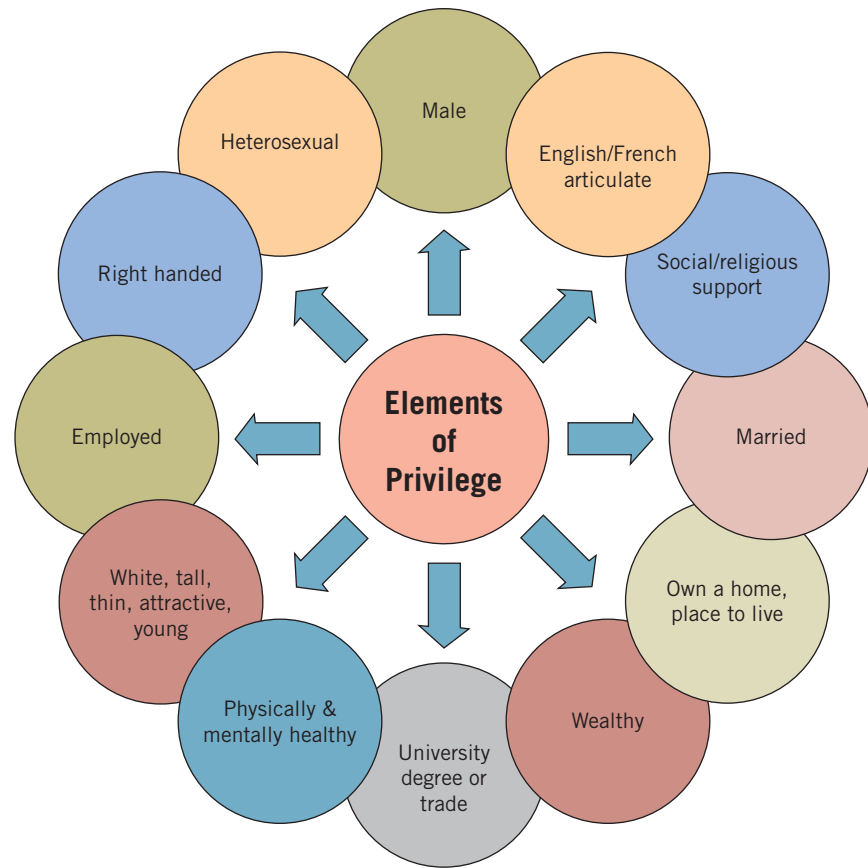 Elements
of
Privilege
Male
English/French
articulate
Social/religious
support
Married
Own a home,
place to live
Wealthy
University
degree or
trade
Physically &
mentally healthy
White, tall,
thin, attractive,
young
Employed
Right handed
Heterosexual